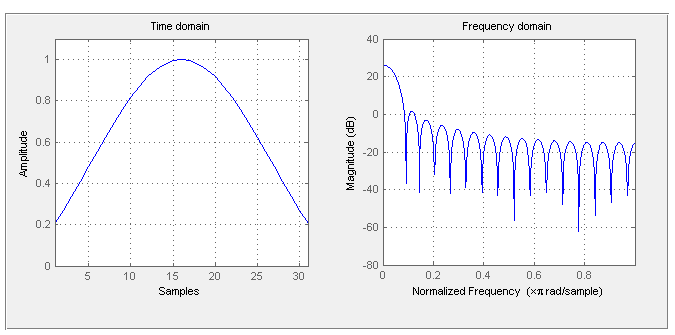 Time domain
1
0.8
0.6
0.4
0.2
0
Amplitude
5 10 15 20 25 30
Samples
Frequency domain
40
20
0
-20
-40
-60
-80
Magnitude (dB)
0 0.2 0.4 0.6 0.8
Normalized Frequency (×π rad/sample)